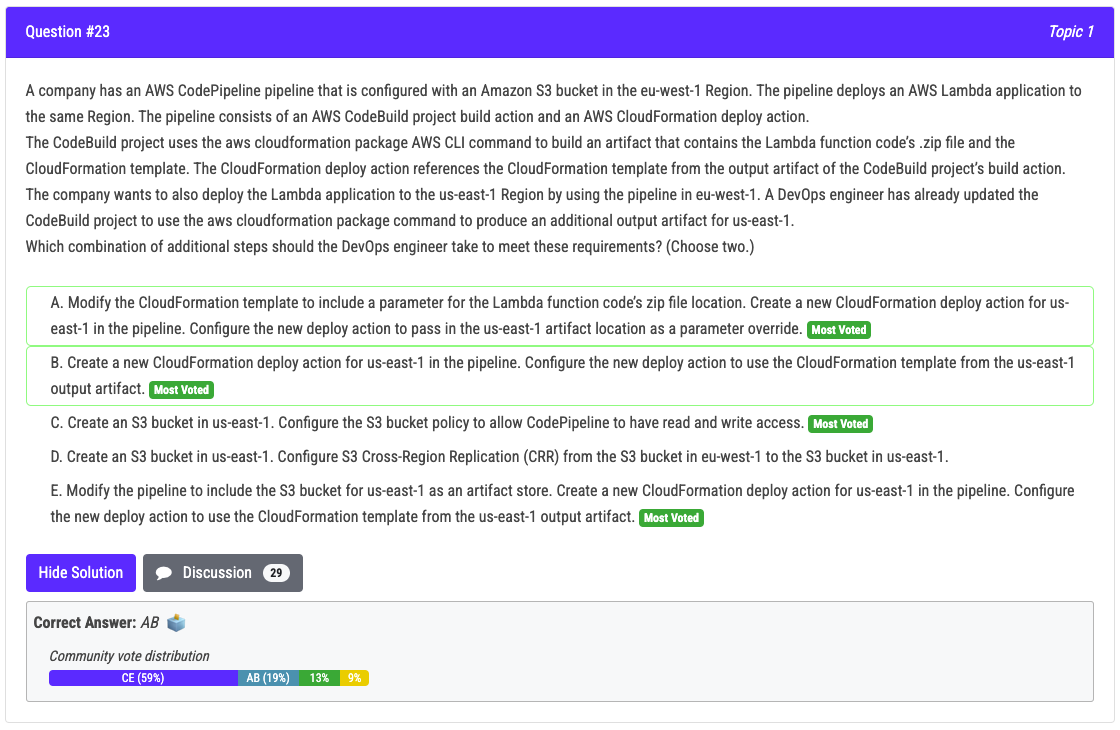 Question #23
Topic 1
A company has an AWS CodePipeline pipeline that is configured with an Amazon S3 bucket in the eu-west-1 Region. The pipeline deploys an AWS Lambda application to
the same Region. The pipeline consists of an AWS CodeBuild project build action and an AWS CloudFormation deploy action.
The CodeBuild project uses the aws cloudformation package AWS CLI command to build an artifact that contains the Lambda function code’s .zip file and the
CloudFormation template. The CloudFormation deploy action references the CloudFormation template from the output artifact of the CodeBuild project’s build action.
The company wants to also deploy the Lambda application to the us-east-1 Region by using the pipeline in eu-west-1. A DevOps engineer has already updated the
CodeBuild project to use the aws cloudformation package command to produce an additional output artifact for us-east-1.
Which combination of additional steps should the DevOps engineer take to meet these requirements? (Choose two.)
A. Modify the CloudFormation template to include a parameter for the Lambda function code’s zip file location. Create a new CloudFormation deploy action for us-
east-1 in the pipeline. Configure the new deploy action to pass in the us-east-1 artifact location as a parameter override. Most Voted
B. Create a new CloudFormation deploy action for us-east-1 in the pipeline. Configure the new deploy action to use the CloudFormation template from the us-east-1
output artifact. Most Voted
C. Create an S3 bucket in us-east-1. Configure the S3 bucket policy to allow CodePipeline to have read and write access. Most Voted
D. Create an S3 bucket in us-east-1. Configure S3 Cross-Region Replication (CRR) from the S3 bucket in eu-west-1 to the S3 bucket in us-east-1.
E. Modify the pipeline to include the S3 bucket for us-east-1 as an artifact store. Create a new CloudFormation deploy action for us-east-1 in the pipeline. Configure
the new deploy action to use the CloudFormation template from the us-east-1 output artifact. Most Voted
Hide Solution
Discussion 29
Correct Answer: AB
Community vote distribution
CE (59%) AB (19%) 13% 9%